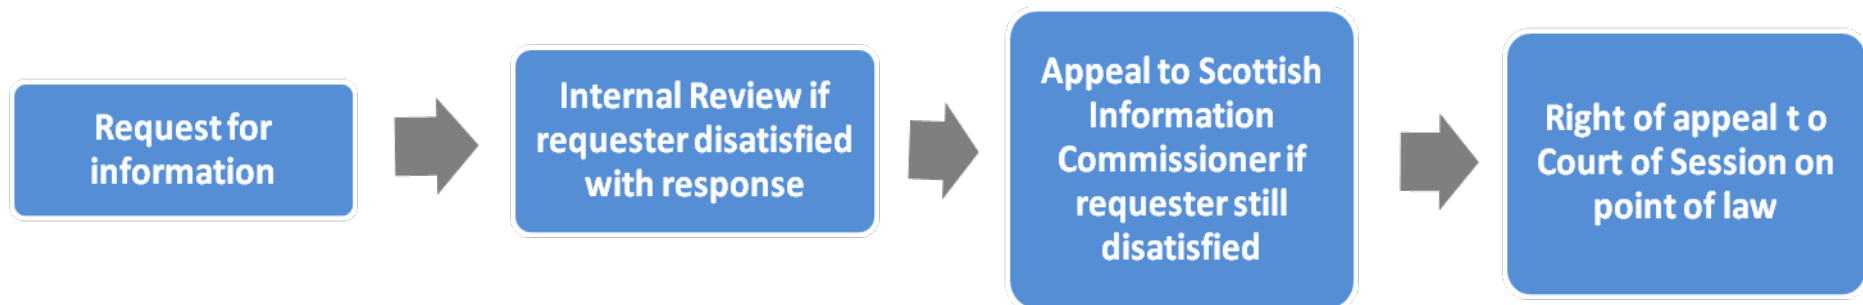 Request for
information
Internal Review if
requester disatisfied
with response
Appeal to Scottish
Information
Commissioner if
requester still
disatisfied
Right of appeal t o
Court of Session on
point of law